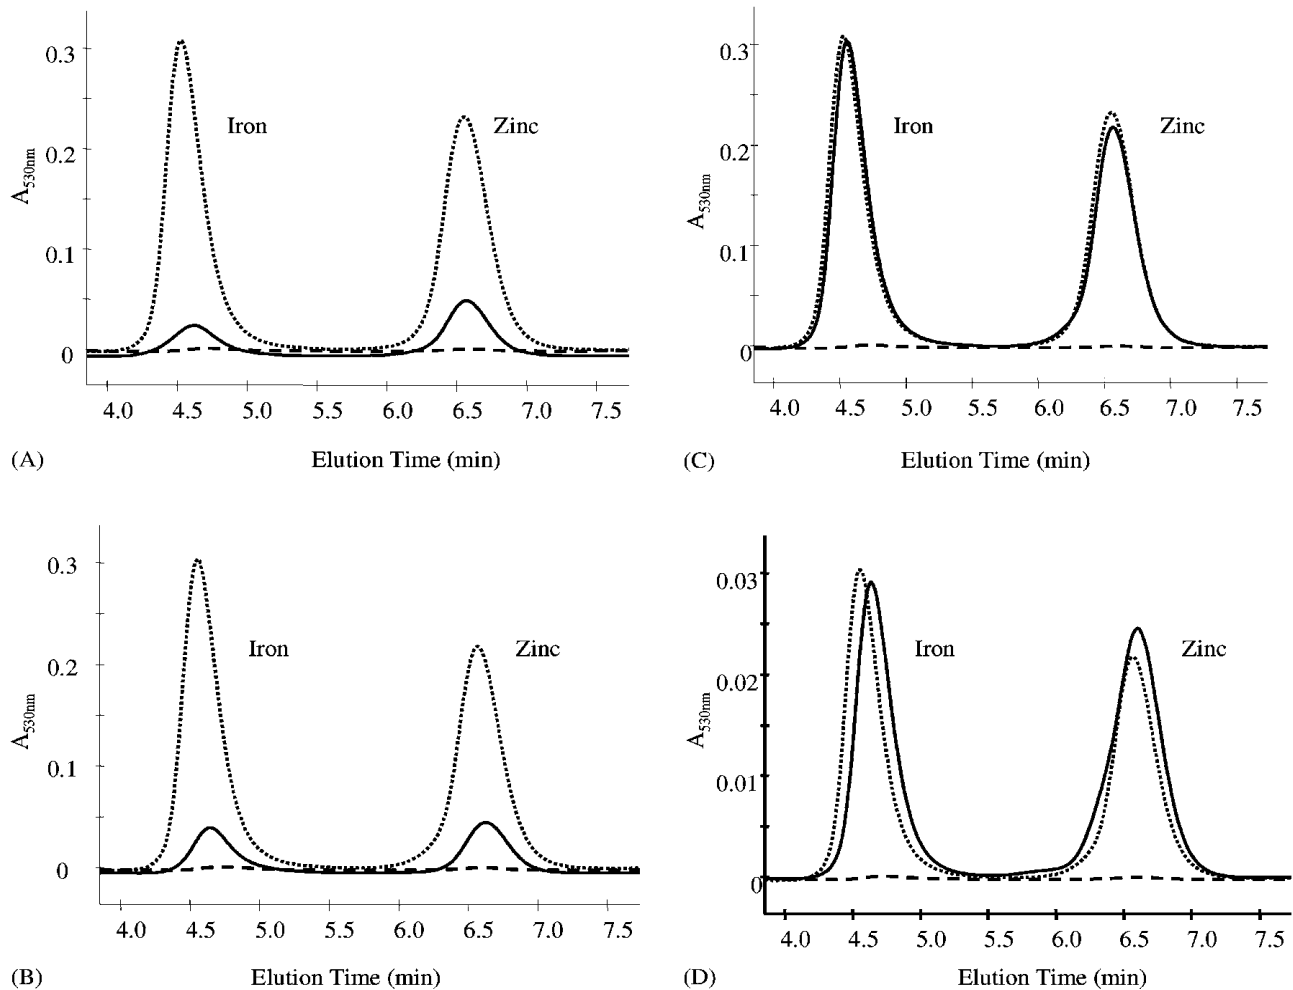 0.3
0.2
0.1
0
A530nm
Iron
Zinc
4.0 4.5 5.0 5.5 6.0 6.5 7.0 7.5
(A) Elution Time (min)
0.3
0.2
0.1
0
A530nm
Iron
Zinc
4.0 4.5 5.0 5.5 6.0 6.5 7.0 7.5
(C) Elution Time (min)
0.3
0.2
0.1
0
A530nm
Iron
Zinc
4.0 4.5 5.0 5.5 6.0 6.5 7.0 7.5
(B) Elution Time (min)
0.03
0.02
0.01
0
A530nm
Iron
Zinc
4.0 4.5 5.0 5.5 6.0 6.5 7.0 7.5
(D) Elution Time (min)